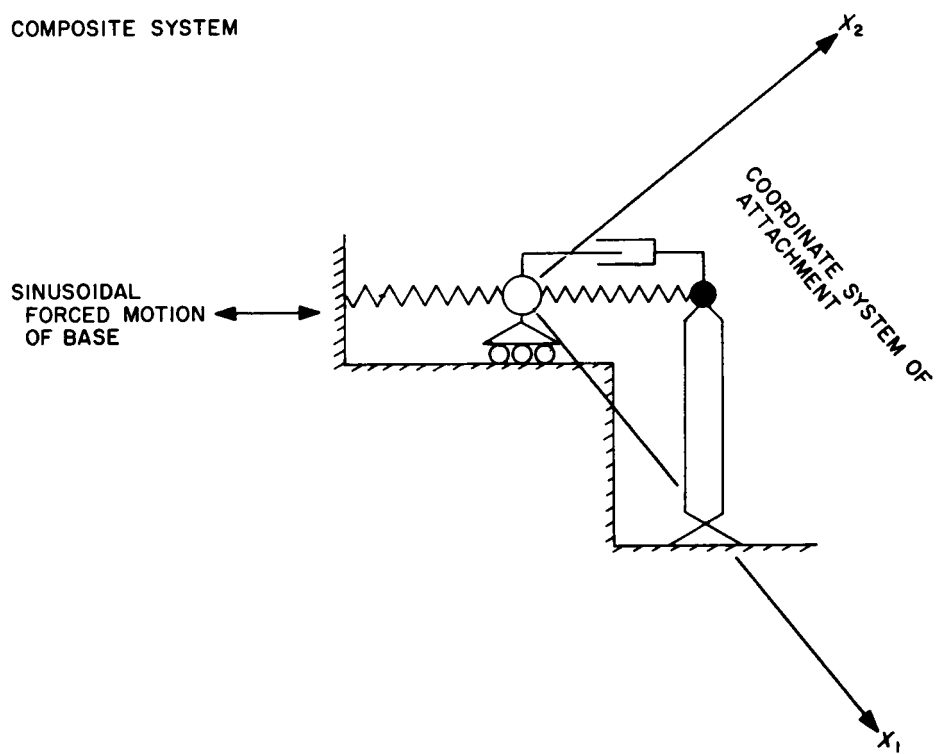 COMPOSITE SYSTEM
X2
COORDINATE SYSTEM OF
ATTACHMENT
SINUSOIDAL
FORCED MOTION
OF BASE
X1